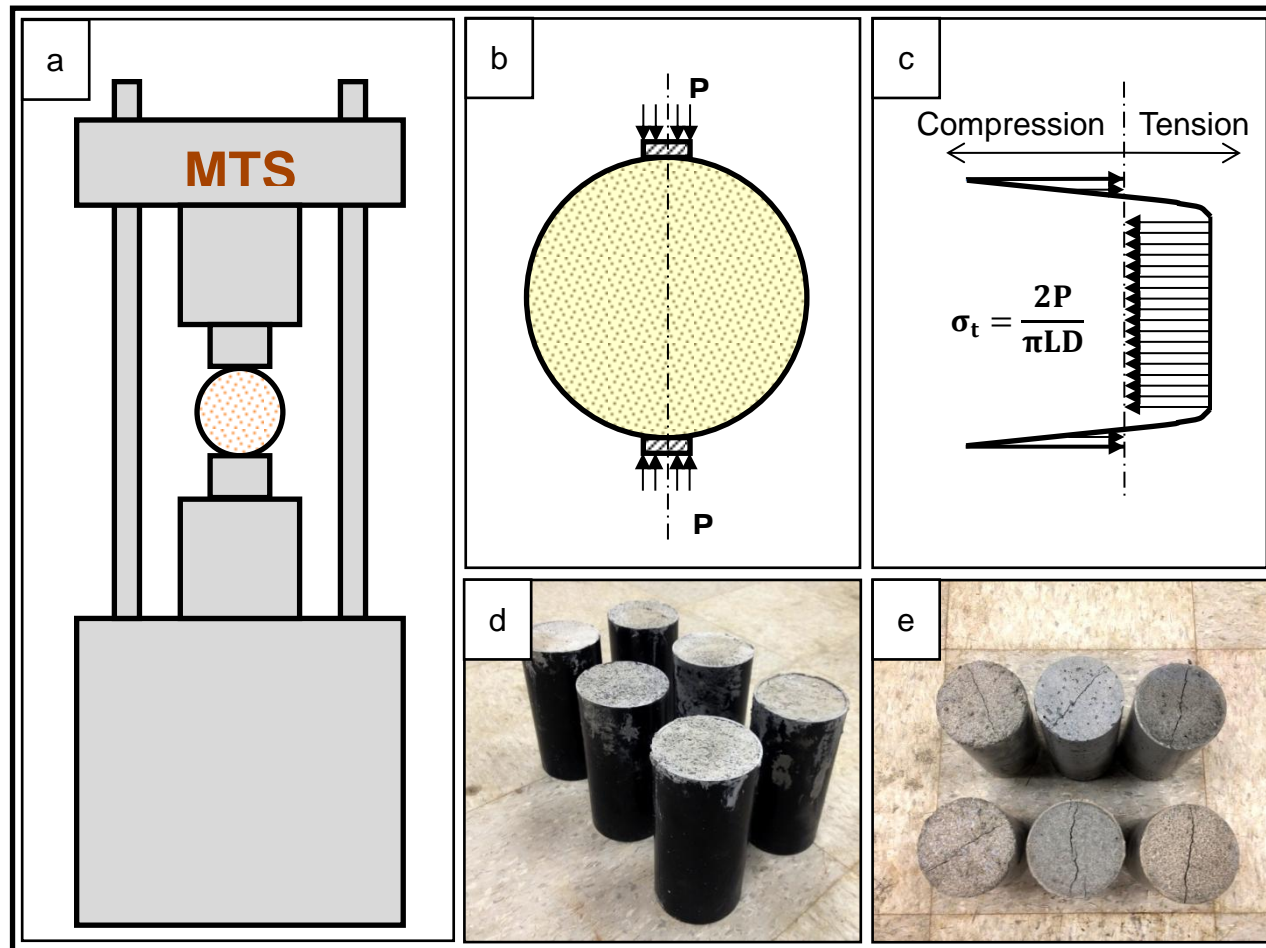 a
MTS
b
P
P
c
Compression Tension
σₜ = 2P / πLD
d
e